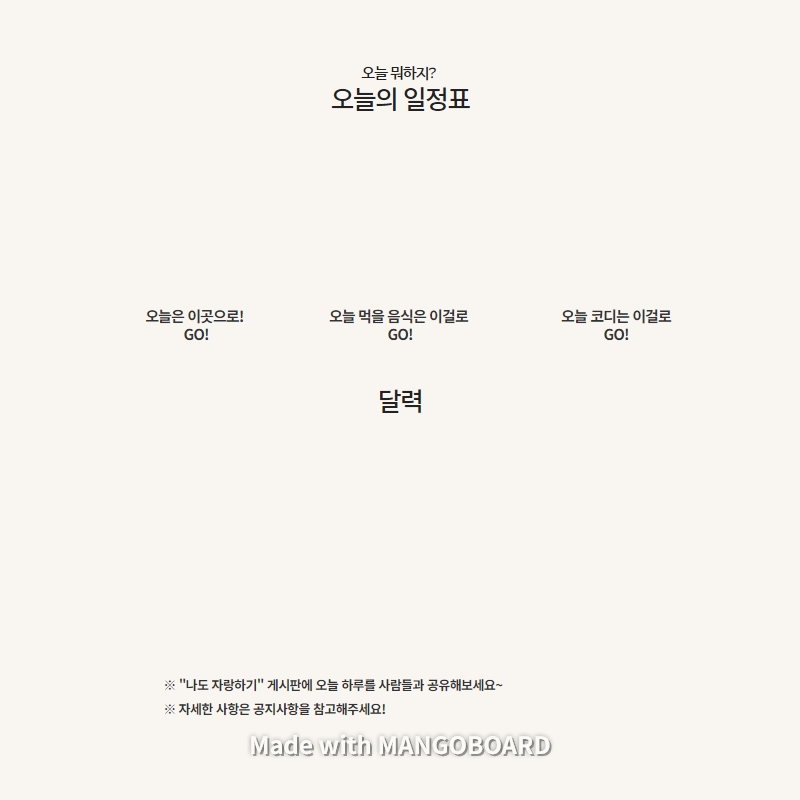 오늘 뭐하지?
오늘의 일정표
오늘은 이곳으로!
GO!
오늘 먹을 음식은 이걸로
GO!
오늘 코디는 이걸로
GO!
달력
※ "나도 자랑하기" 게시판에 오늘 하루를 사람들과 공유해보세요~
※ 자세한 사항은 공지사항을 참고해주세요!
Made with MANGOBOARD